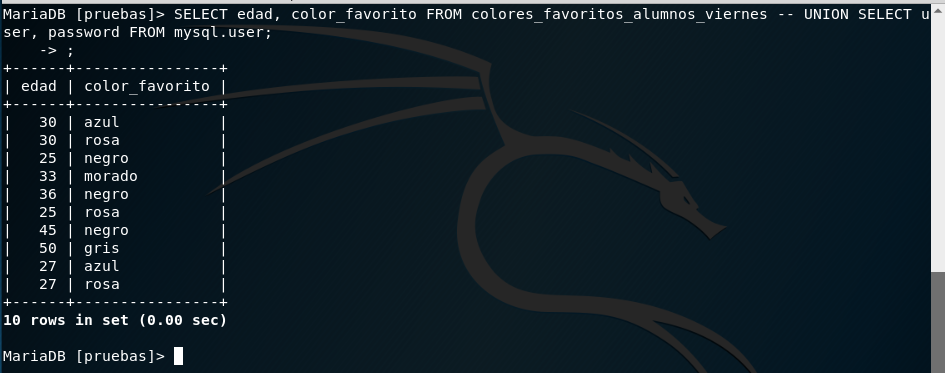 MariaDB [pruebas]> SELECT edad, color_favorito FROM colores_favoritos_alumnos_viernes -- UNION SELECT u
ser, password FROM mysql.user;
    -> ;
+------+----------------+
| edad | color_favorito |
+------+----------------+
|   30 | azul           |
|   30 | rosa           |
|   25 | negro          |
|   33 | morado         |
|   36 | negro          |
|   25 | rosa           |
|   45 | negro          |
|   50 | gris           |
|   27 | azul           |
|   27 | rosa           |
+------+----------------+
10 rows in set (0.00 sec)
MariaDB [pruebas]>